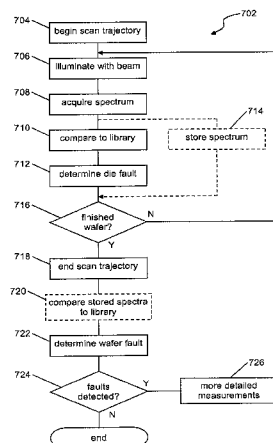 704
begin scan trajectory
702
706
illuminate with beam
708
acquire spectrum
710
compare to library
714
store spectrum
712
determine die fault
716
finished
wafer?
N
Y
718
end scan trajectory
720
compare stored spectra
to library
722
determine wafer fault
724
faults
detected?
Y
726
more detailed
measurements
N
end